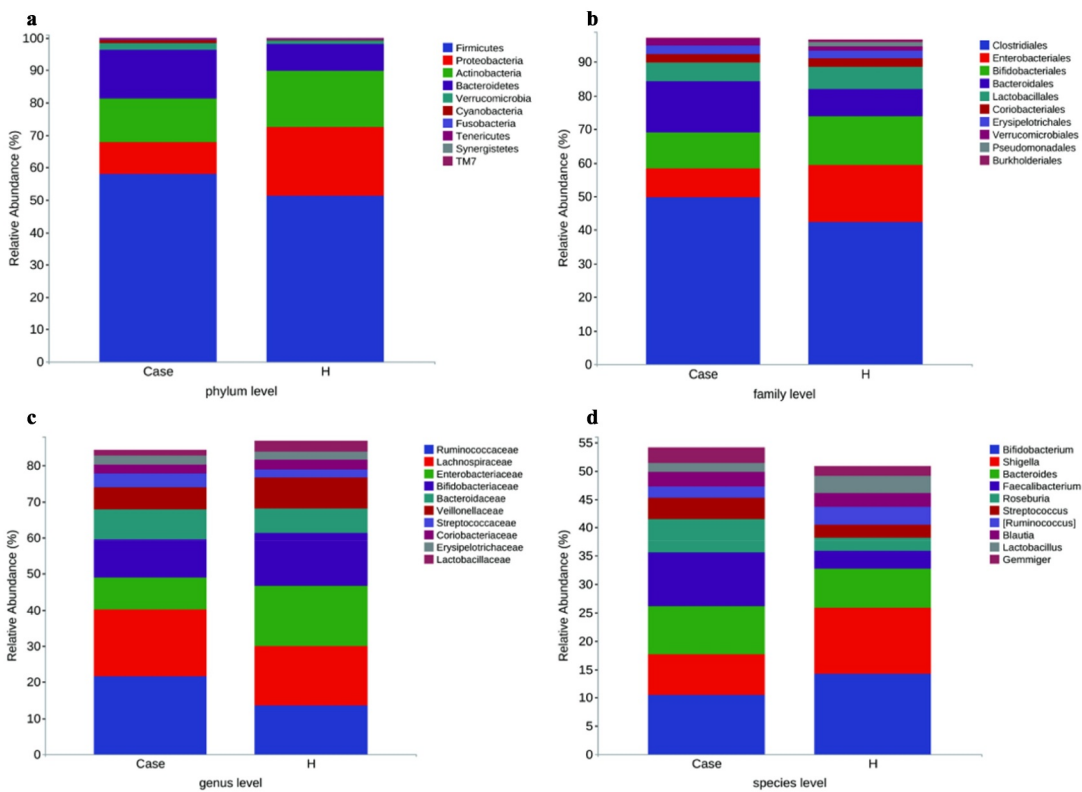 a
100
90
80
70
60
50
40
30
20
10
0
Relative Abundance (%)
Case
H
phylum level
Firmicutes
Proteobacteria
Actinobacteria
Bacteroidetes
Verrucomicrobia
Cyanobacteria
Fusobacteria
Tenericutes
Synergistetes
TM7
b
90
80
70
60
50
40
30
20
10
0
Relative Abundance (%)
Case
H
family level
Clostridiales
Enterobacteriales
Bifidobacteriales
Bacteroidales
Lactobacillales
Coriobacteriales
Erysipelotrichales
Verrucomicrobiales
Pseudomonadales
Burkholderiales
c
80
70
60
50
40
30
20
10
0
Relative Abundance (%)
Case
H
genus level
Ruminococcaceae
Lachnospiraceae
Enterobacteriaceae
Bifidobacteriaceae
Bacteroidaceae
Veillonellaceae
Streptococcaceae
Coriobacteriaceae
Erysipelotrichaceae
Lactobacillaceae
d
55
50
45
40
35
30
25
20
15
10
5
0
Relative Abundance (%)
Case
H
species level
Bifidobacterium
Shigella
Bacteroides
Faecalibacterium
Roseburia
Streptococcus
[Ruminococcus]
Blautia
Lactobacillus
Gemmiger